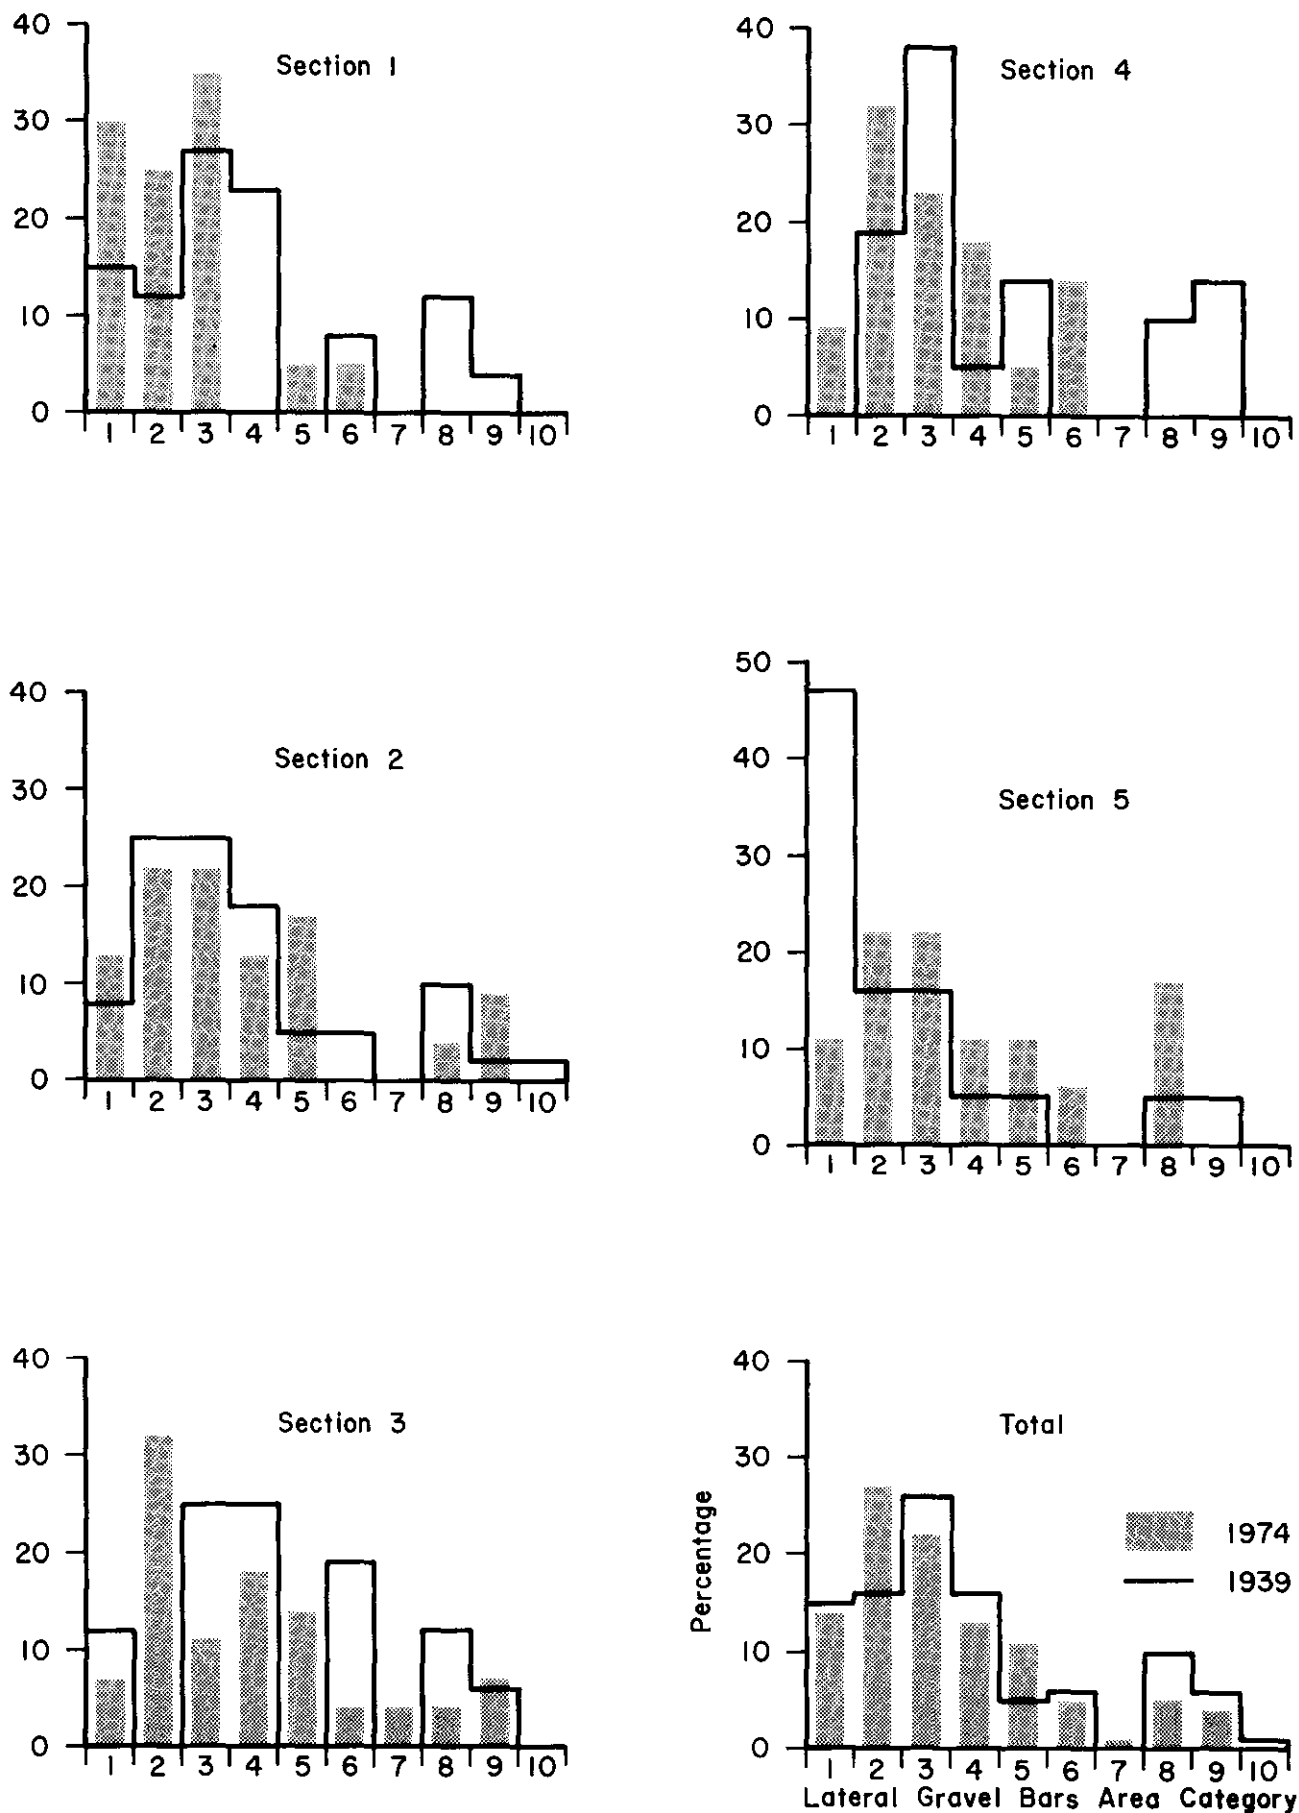 Section 1
40
30
20
10
0
1 2 3 4 5 6 7 8 9 10
Section 4
40
30
20
10
0
1 2 3 4 5 6 7 8 9 10
Section 2
40
30
20
10
0
1 2 3 4 5 6 7 8 9 10
Section 5
50
40
30
20
10
0
1 2 3 4 5 6 7 8 9 10
Section 3
40
30
20
10
0
1 2 3 4 5 6 7 8 9 10
Total
40
30
20
10
0
Percentage
1974
1939
1 2 3 4 5 6 7 8 9 10
Lateral Gravel Bars Area Category